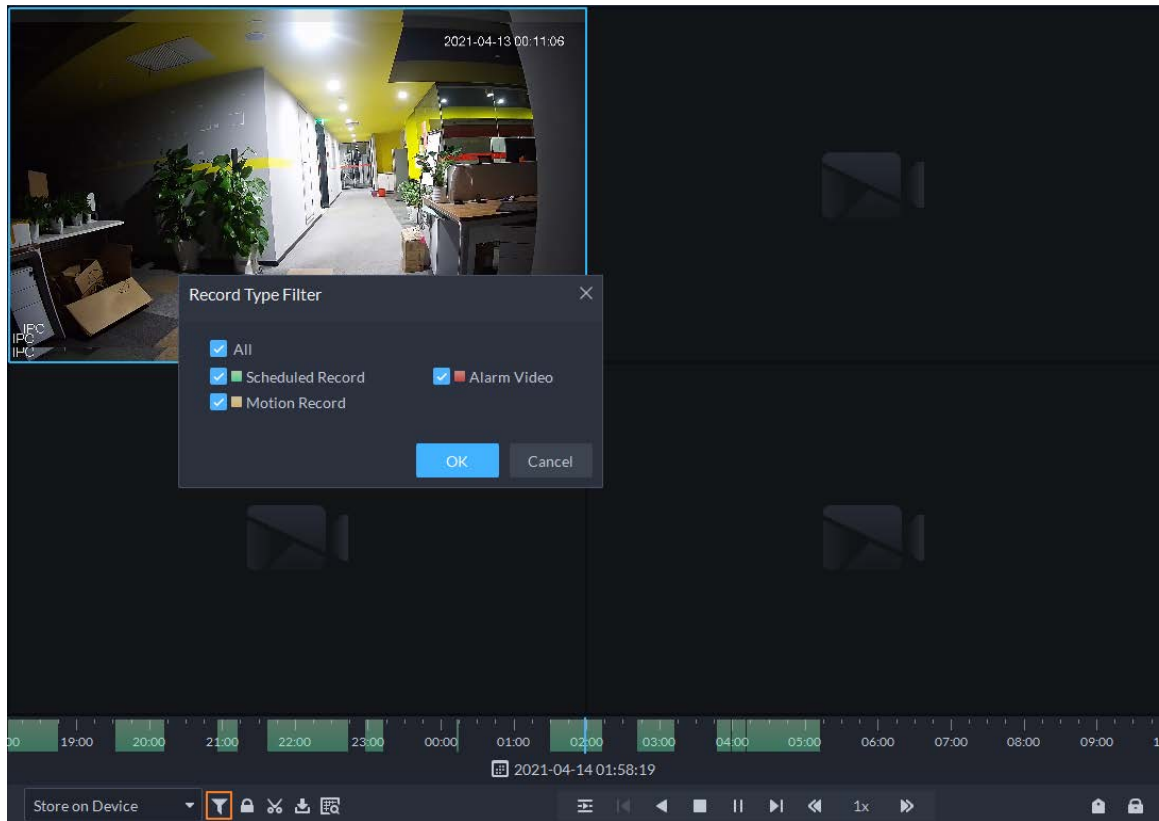 2021-04-13 00:11:06
IPC
IPC
Record Type Filter
All
Scheduled Record
Alarm Video
Motion Record
OK
Cancel
00 19:00 20:00 21:00 22:00 23:00 00:00 01:00 02:00 03:00 04:00 05:00 06:00 07:00 08:00 09:00 1
2021-04-14 01:58:19
Store on Device
1x